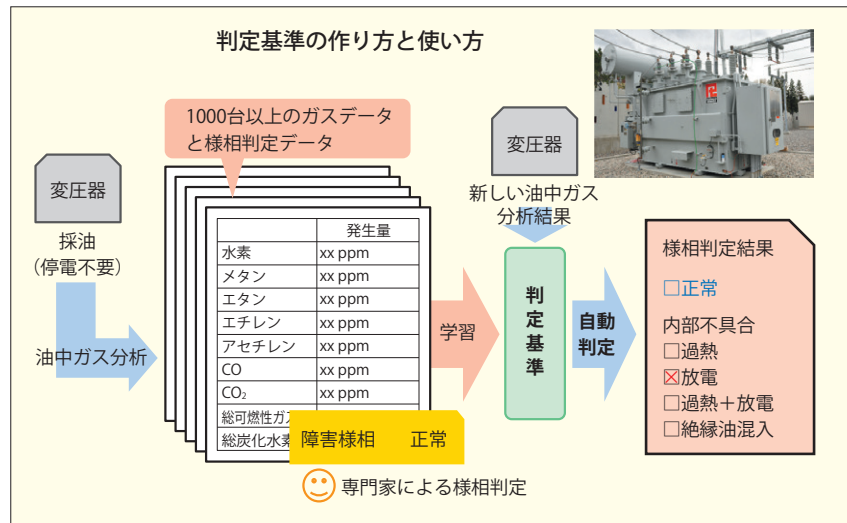 判定基準の作り方と使い方
1000台以上のガスデータ
と様相判定データ
変圧器
採油
(停電不要)
油中ガス分析
発生量
水素 xx ppm
メタン xx ppm
エタン xx ppm
エチレン xx ppm
アセチレン xx ppm
CO xx ppm
CO₂ xx ppm
総可燃性ガス
総炭化水素
障害様相 正常
専門家による様相判定
学習
変圧器
新しい油中ガス
分析結果
判定基準
自動
判定
様相判定結果
□正常
内部不具合
□過熱
☒放電
□過熱＋放電
□絶縁油混入